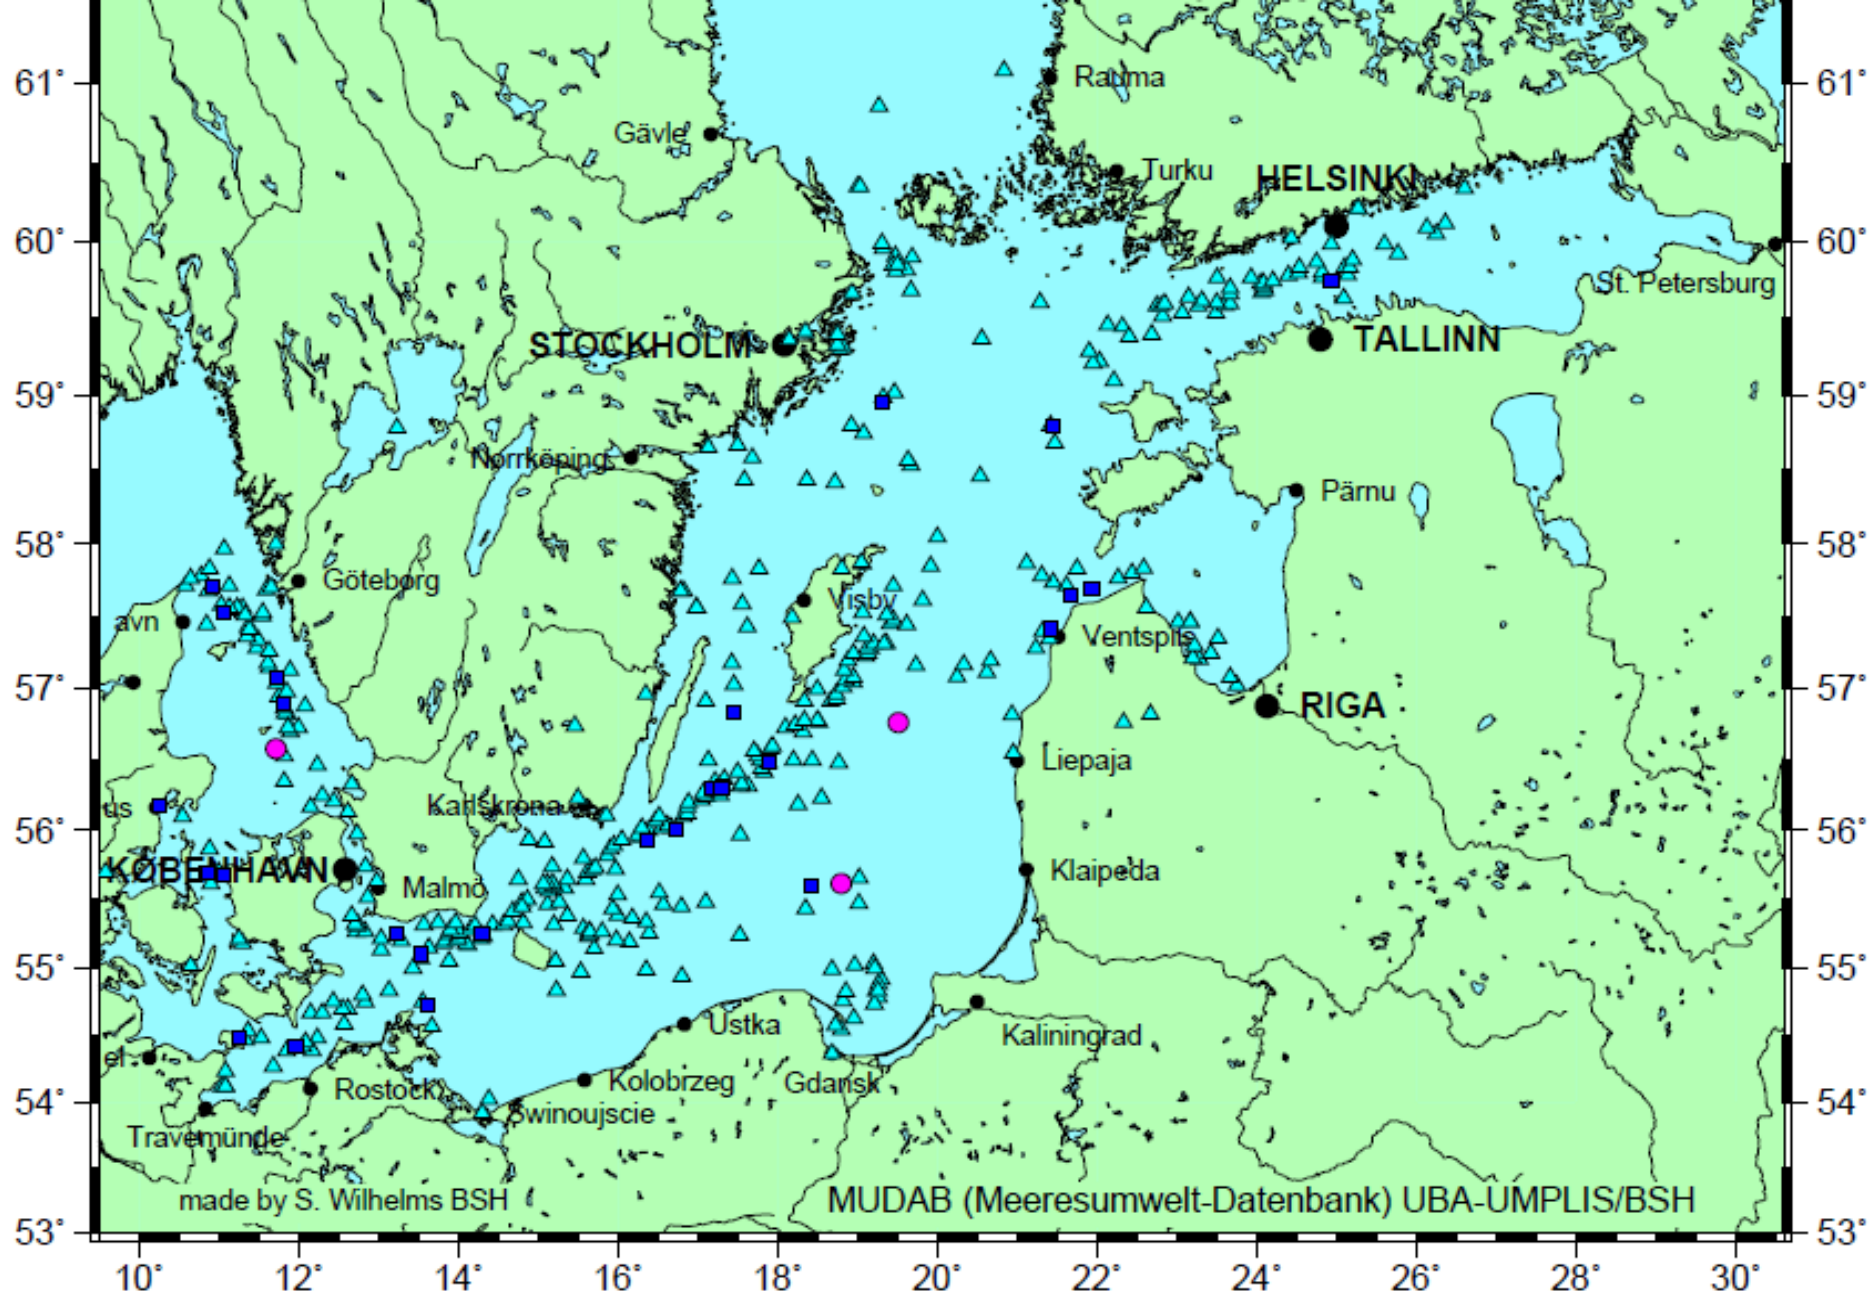 61° 61°
Rauma
Gävle
Turku
HELSINKI
60° 60°
St. Petersburg
STOCKHOLM
TALLINN
59° 59°
Norrköping
Pärnu
58° 58°
Göteborg
Visby
avn
Ventspils
57° 57°
RIGA
Liepaja
us
Karlskrona
56° 56°
KØBENHAVN
Klaipeda
Malmö
55° 55°
Ustka
Kaliningrad
el
Kolobrzeg
Gdansk
Rostock
54° 54°
Swinoujscie
Travemünde
made by S. Wilhelms BSH
MUDAB (Meeresumwelt-Datenbank) UBA-UMPLIS/BSH
53° 53°
10° 12° 14° 16° 18° 20° 22° 24° 26° 28° 30°